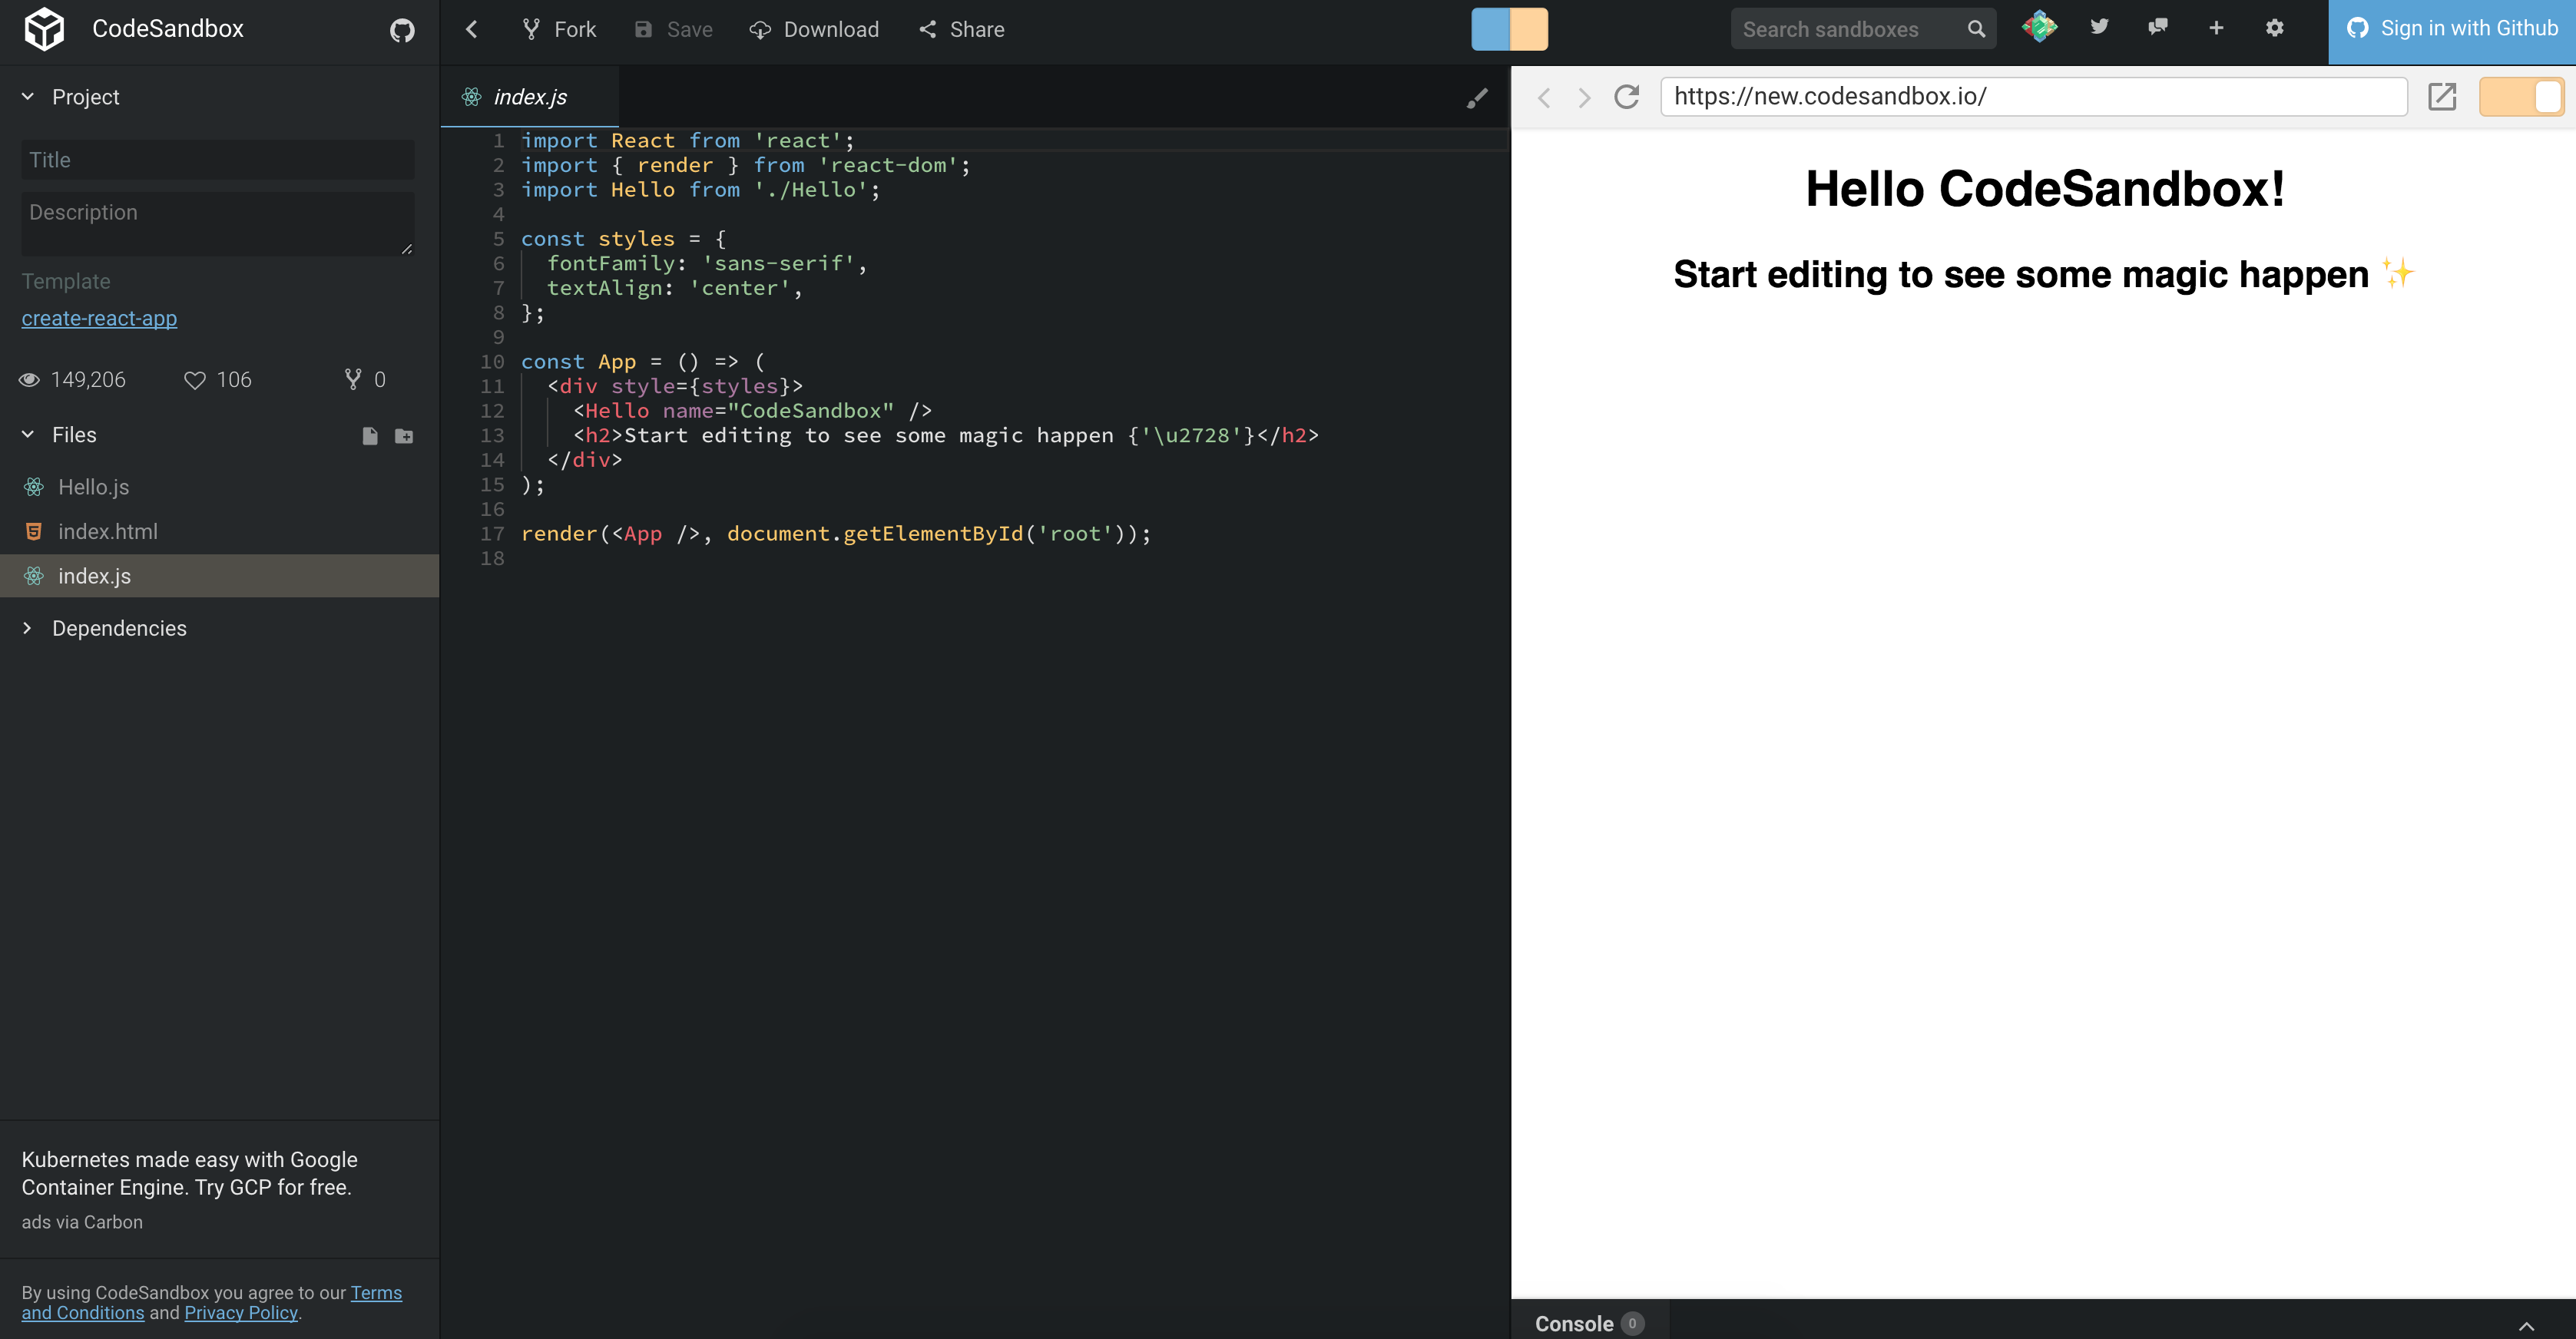 CodeSandbox
Fork Save Download Share
Search sandboxes
Sign in with Github
Project
Title
Description
Template
create-react-app
149,206 106 0
Files
Hello.js
index.html
index.js
Dependencies
Kubernetes made easy with Google
Container Engine. Try GCP for free.
ads via Carbon
By using CodeSandbox you agree to our Terms
and Conditions and Privacy Policy.
index.js
1 import React from 'react';
2 import { render } from 'react-dom';
3 import Hello from './Hello';
4
5 const styles = {
6   fontFamily: 'sans-serif',
7   textAlign: 'center',
8 };
9
10 const App = () => (
11   <div style={styles}>
12     <Hello name="CodeSandbox" />
13     <h2>Start editing to see some magic happen {'\u2728'}</h2>
14   </div>
15 );
16
17 render(<App />, document.getElementById('root'));
18
https://new.codesandbox.io/
Hello CodeSandbox!
Start editing to see some magic happen ✨
Console 0